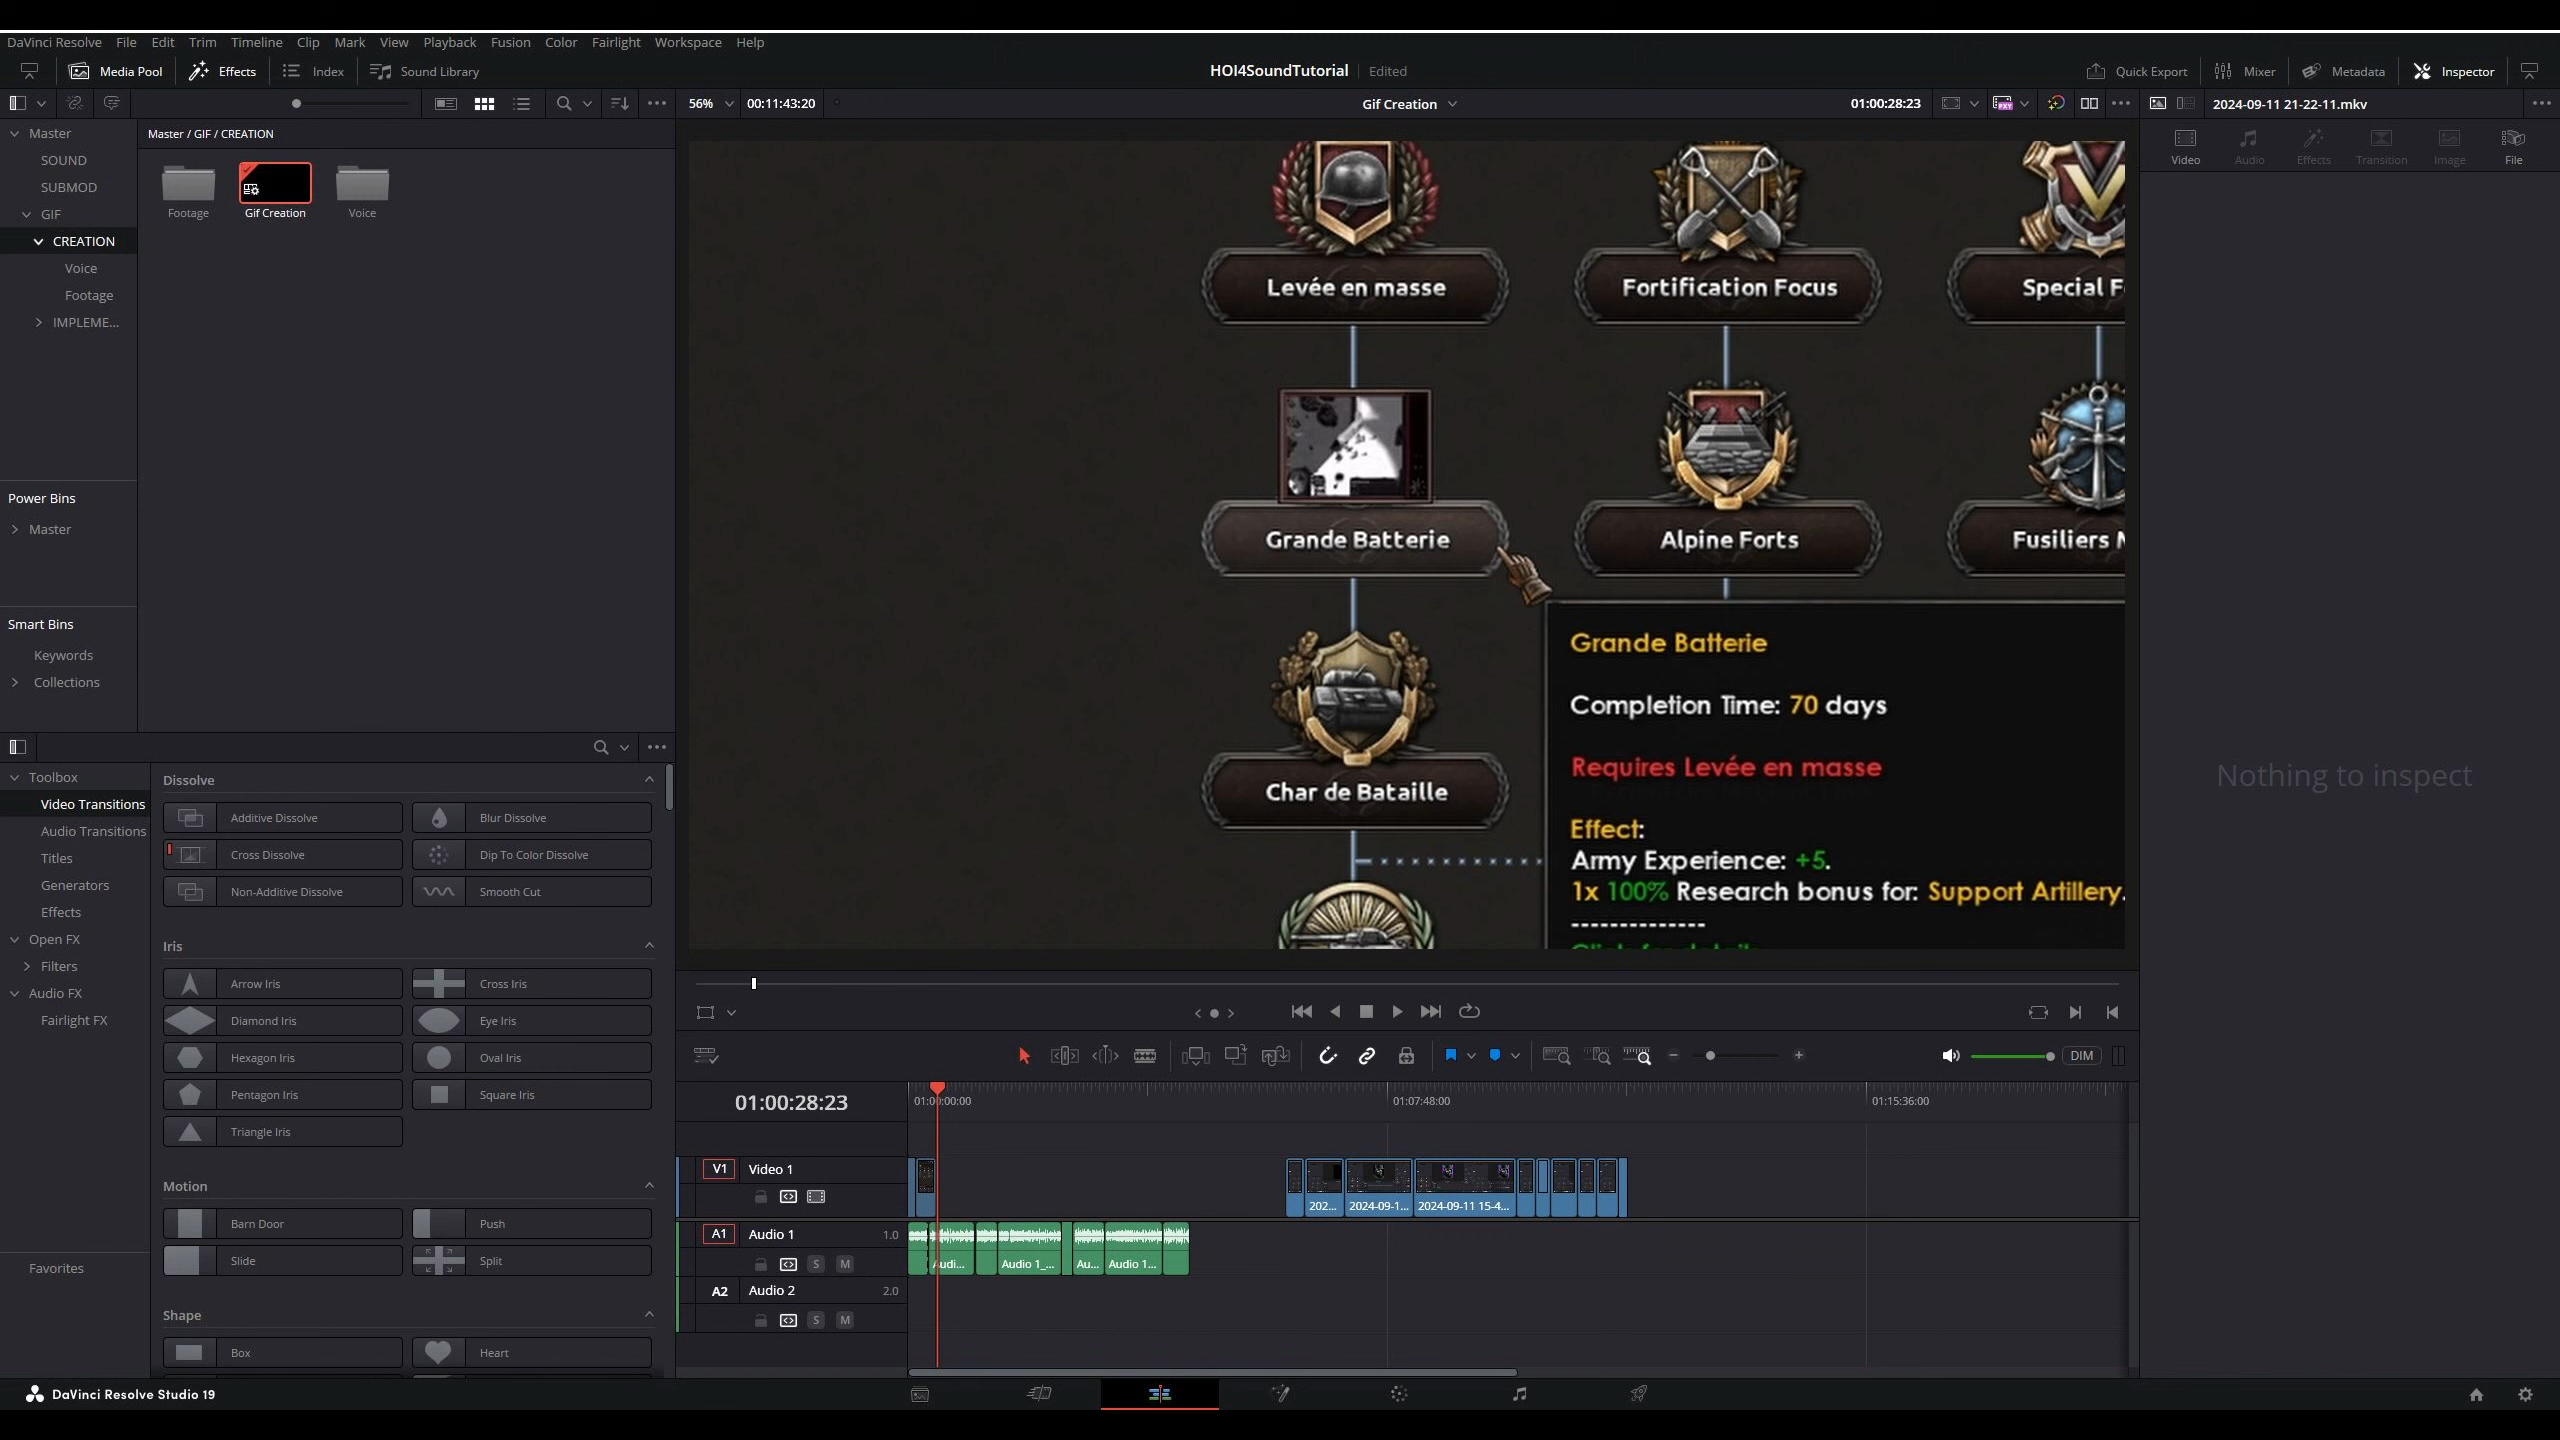 DaVinci Resolve File Edit Trim Timeline Clip Mark View Playback Fusion Color Fairlight Workspace Help
Media Pool Effects Index Sound Library HOI4SoundTutorial Edited Quick Export Mixer Metadata Inspector
56% 00:11:43:20 Gif Creation 01:00:28:23 2024-09-11 21-22-11.mkv
Master
SOUND
SUBMOD
GIF
CREATION
Voice
Footage
IMPLEME...
Master / GIF / CREATION
Footage Gif Creation Voice
Power Bins
Master
Smart Bins
Keywords
Collections
Levée en masse
Fortification Focus
Special F
Grande Batterie
Alpine Forts
Fusiliers
Char de Bataille
Grande Batterie
Completion Time: 70 days
Requires Levée en masse
Effect:
Army Experience: +5.
1x 100% Research bonus for: Support Artillery.
--------------
Video Audio Effects Transition Image File
Nothing to inspect
Toolbox
Video Transitions
Audio Transitions
Titles
Generators
Effects
Open FX
Filters
Audio FX
Fairlight FX
Favorites
Dissolve
Additive Dissolve Blur Dissolve
Cross Dissolve Dip To Color Dissolve
Non-Additive Dissolve Smooth Cut
Iris
Arrow Iris Cross Iris
Diamond Iris Eye Iris
Hexagon Iris Oval Iris
Pentagon Iris Square Iris
Triangle Iris
Motion
Barn Door Push
Slide Split
Shape
Box Heart
DIM
01:00:28:23 01:00:00:00 01:07:48:00 01:15:36:00
V1 Video 1
202... 2024-09-1... 2024-09-11 15-4...
A1 Audio 1 1.0
S M Audi... Audio 1_... Au... Audio 1...
A2 Audio 2 2.0
S M
DaVinci Resolve Studio 19